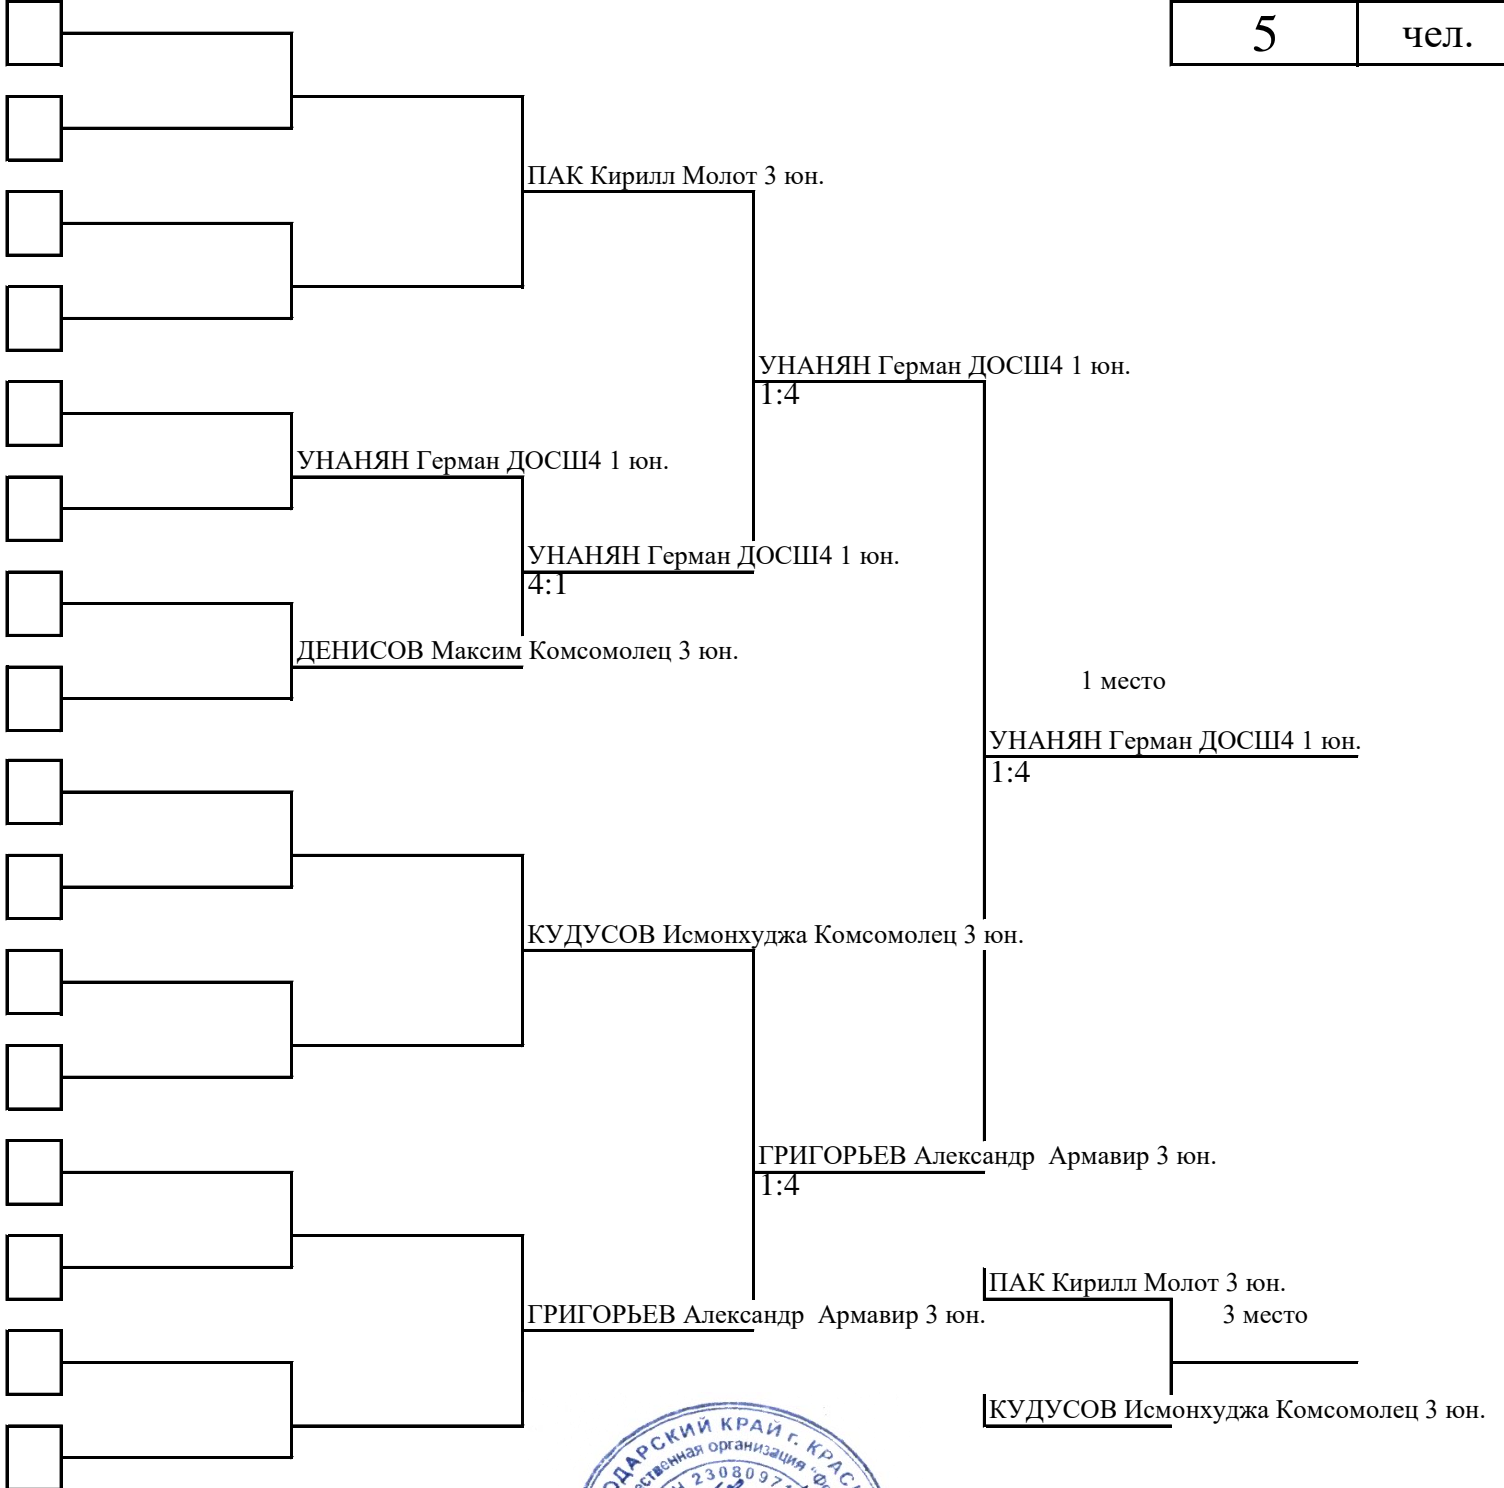 5 чел.
ПАК Кирилл Молот 3 юн.
УНАНЯН Герман ДОСШ4 1 юн.
1:4
УНАНЯН Герман ДОСШ4 1 юн.
УНАНЯН Герман ДОСШ4 1 юн.
4:1
ДЕНИСОВ Максим Комсомолец 3 юн.
1 место
УНАНЯН Герман ДОСШ4 1 юн.
1:4
КУДУСОВ Исмонхуджа Комсомолец 3 юн.
ГРИГОРЬЕВ Александр Армавир 3 юн.
1:4
ПАК Кирилл Молот 3 юн.
ГРИГОРЬЕВ Александр Армавир 3 юн.
3 место
КУДУСОВ Исмонхуджа Комсомолец 3 юн.
КРАЙ г.
организация